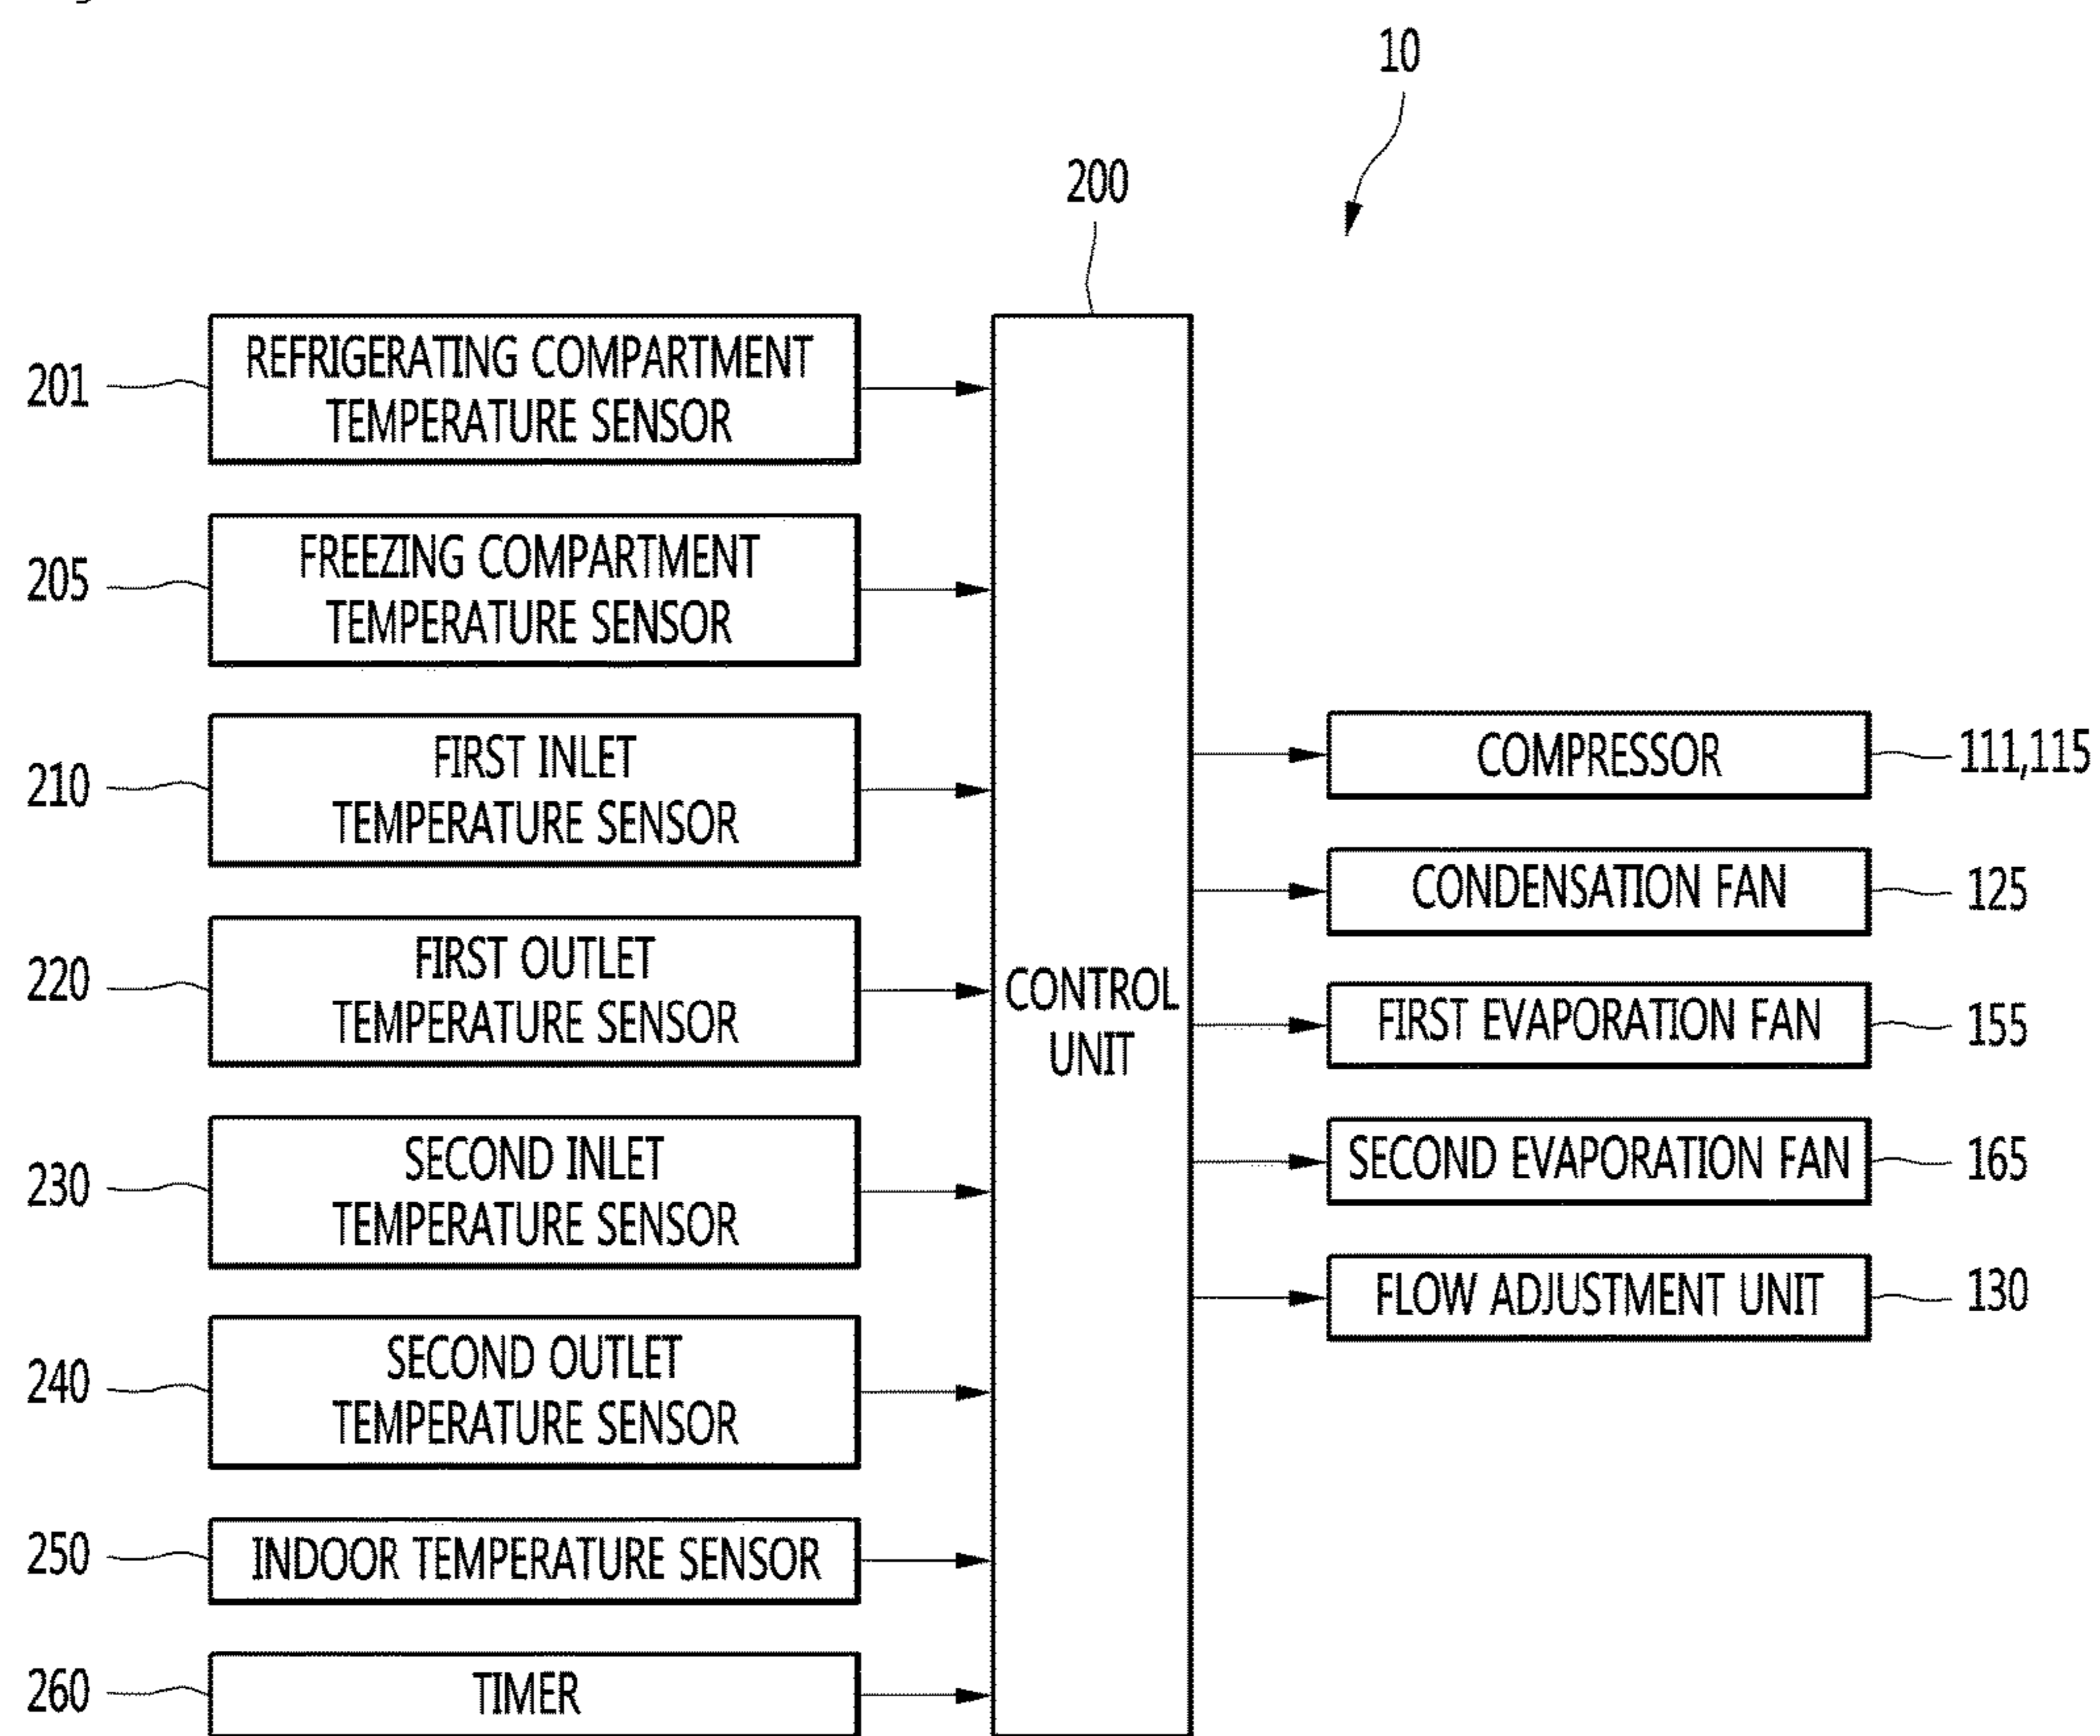 10
200
201
REFRIGERATING COMPARTMENT
TEMPERATURE SENSOR
205
FREEZING COMPARTMENT
TEMPERATURE SENSOR
210
FIRST INLET
TEMPERATURE SENSOR
220
FIRST OUTLET
TEMPERATURE SENSOR
230
SECOND INLET
TEMPERATURE SENSOR
240
SECOND OUTLET
TEMPERATURE SENSOR
250
INDOOR TEMPERATURE SENSOR
260
TIMER
CONTROL
UNIT
COMPRESSOR
111,115
CONDENSATION FAN
125
FIRST EVAPORATION FAN
155
SECOND EVAPORATION FAN
165
FLOW ADJUSTMENT UNIT
130